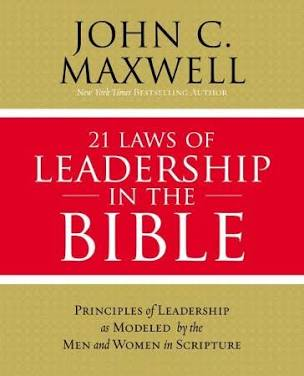 JOHN C.
MAXWELL
New York Times BESTSELLING AUTHOR
21 LAWS OF
LEADERSHIP
IN THE
BIBLE
PRINCIPLES of LEADERSHIP
as MODELED by the
MEN and WOMEN in SCRIPTURE